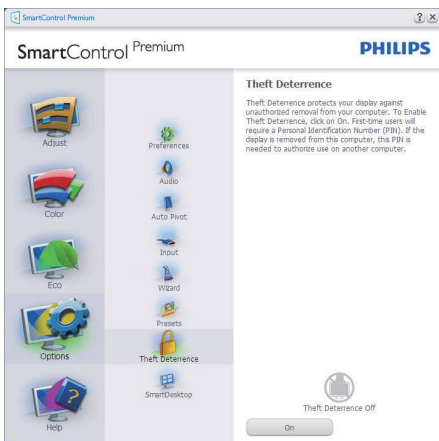 SmartControl Premium
SmartControl Premium
PHILIPS
Adjust
Color
Eco
Options
Help
Preferences
Audio
Auto Pivot
Input
Wizard
Presets
Theft Deterrence
SmartDesktop
Theft Deterrence
Theft Deterrence protects your display against
unauthorized removal from your computer. To Enable
Theft Deterrence, click on On. First-time users will
require a Personal Identification Number (PIN). If the
display is removed from this computer, this PIN is
needed to authorize use on another computer.
Theft Deterrence Off
On